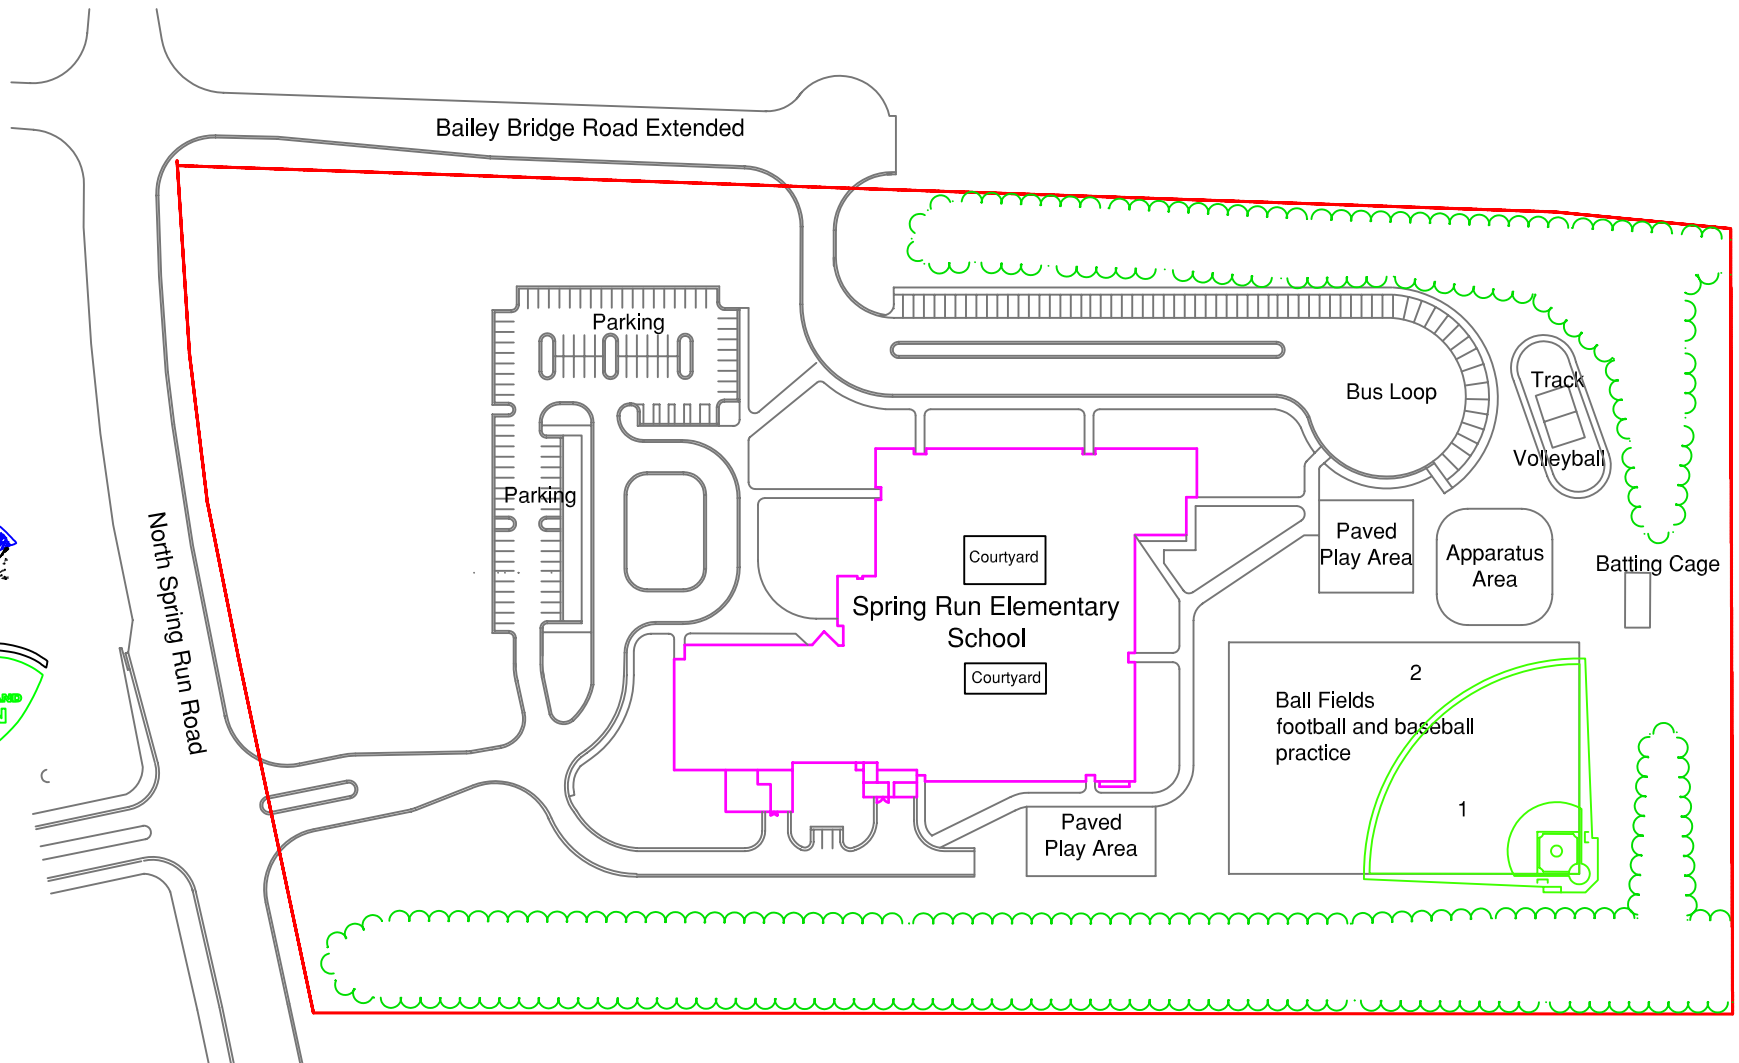 Bailey Bridge Road Extended
Parking
Bus Loop
Track
Volleyball
Parking
North Spring Run Road
Courtyard
Spring Run Elementary
School
Courtyard
Paved
Play Area
Apparatus
Area
Batting Cage
2
Ball Fields
football and baseball
practice
1
Paved
Play Area